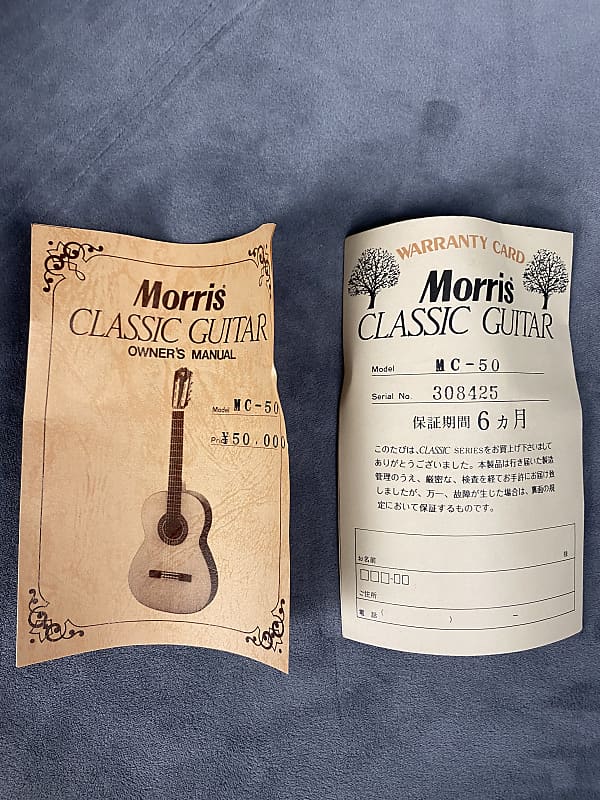 Morris
CLASSIC GUITAR
OWNER'S MANUAL
Model MC-50
Price ¥50,000
WARRANTY CARD
Morris
CLASSIC GUITAR
Model MC-50
Serial No. 308425
保証期間 6ヵ月
このたびは、CLASSIC SERIESをお買上げ下さいまして
ありがとうございました。本製品は行き届いた製造
管理のうえ、厳密な、検査を経てお手許にお届け致
しましたが、万一、故障が生じた場合は、裏面の規
定において保証するものです。
お名前 様
□□□-□□
ご住所
電話 ( ) -